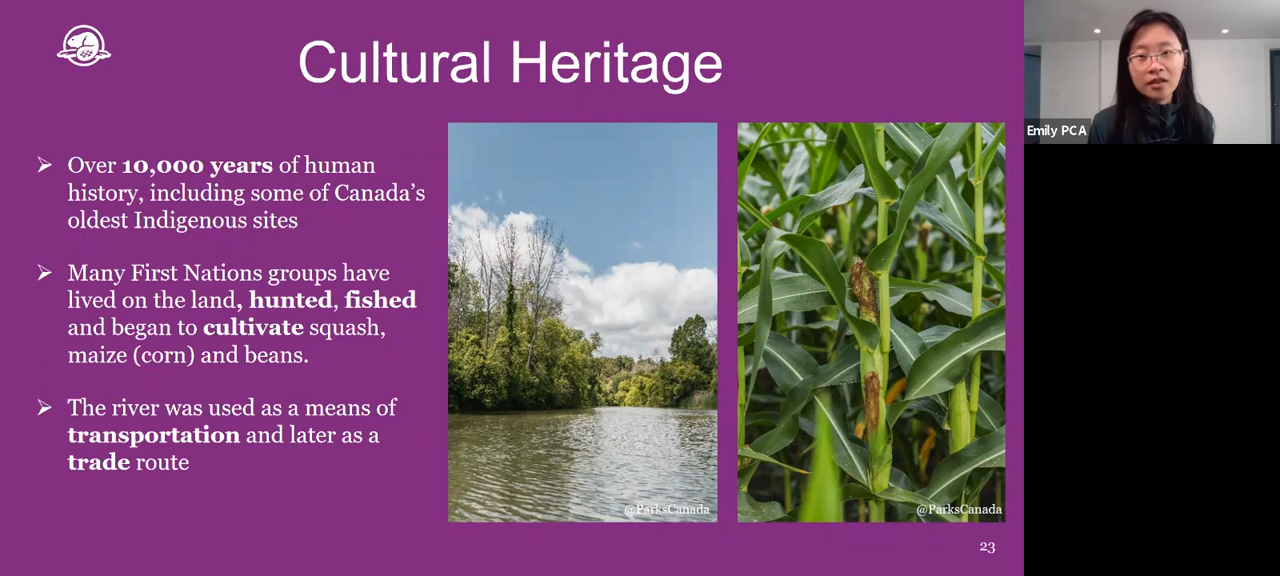 Cultural Heritage
➢ Over 10,000 years of human
history, including some of Canada’s
oldest Indigenous sites
➢ Many First Nations groups have
lived on the land, hunted, fished
and began to cultivate squash,
maize (corn) and beans.
➢ The river was used as a means of
transportation and later as a
trade route
@ParksCanada
@ParksCanada
23
Emily PCA